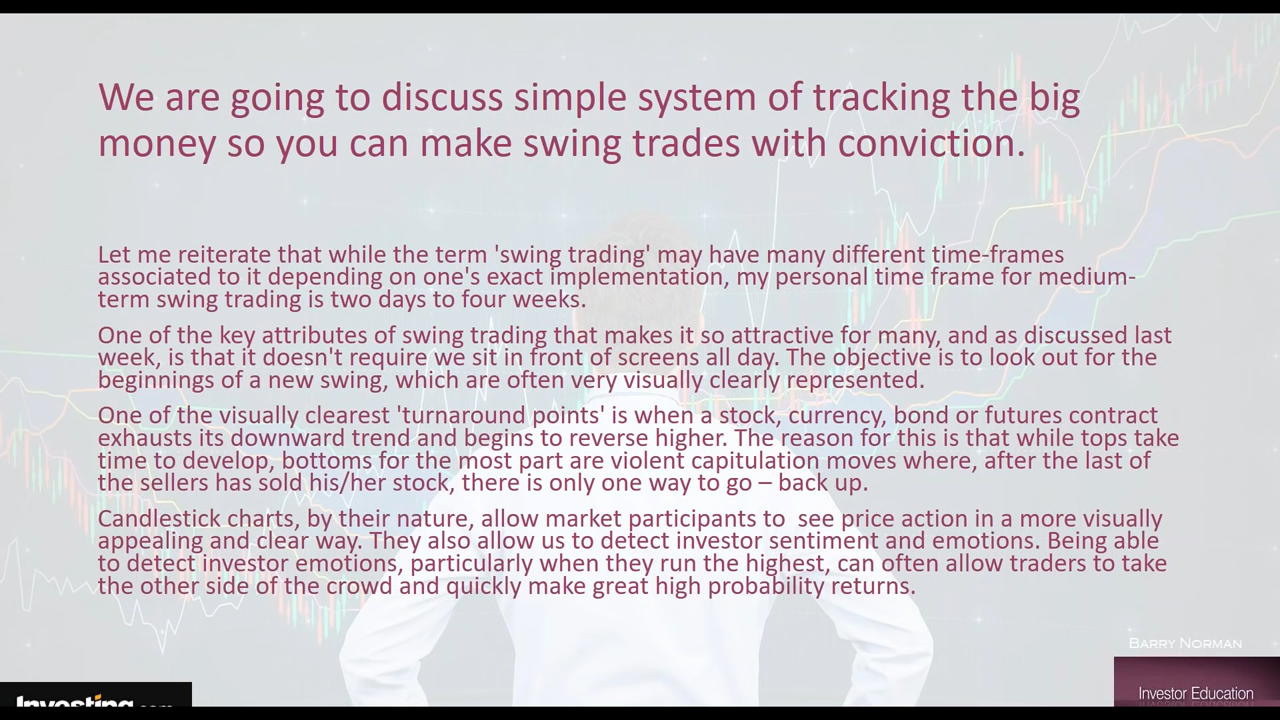 We are going to discuss simple system of tracking the big
money so you can make swing trades with conviction.
Let me reiterate that while the term 'swing trading' may have many different time-frames
associated to it depending on one's exact implementation, my personal time frame for medium-
term swing trading is two days to four weeks.
One of the key attributes of swing trading that makes it so attractive for many, and as discussed last
week, is that it doesn't require we sit in front of screens all day. The objective is to look out for the
beginnings of a new swing, which are often very visually clearly represented.
One of the visually clearest 'turnaround points' is when a stock, currency, bond or futures contract
exhausts its downward trend and begins to reverse higher. The reason for this is that while tops take
time to develop, bottoms for the most part are violent capitulation moves where, after the last of
the sellers has sold his/her stock, there is only one way to go – back up.
Candlestick charts, by their nature, allow market participants to  see price action in a more visually
appealing and clear way. They also allow us to detect investor sentiment and emotions. Being able
to detect investor emotions, particularly when they run the highest, can often allow traders to take
the other side of the crowd and quickly make great high probability returns.
Barry Norman
Investor Education
Investing.com